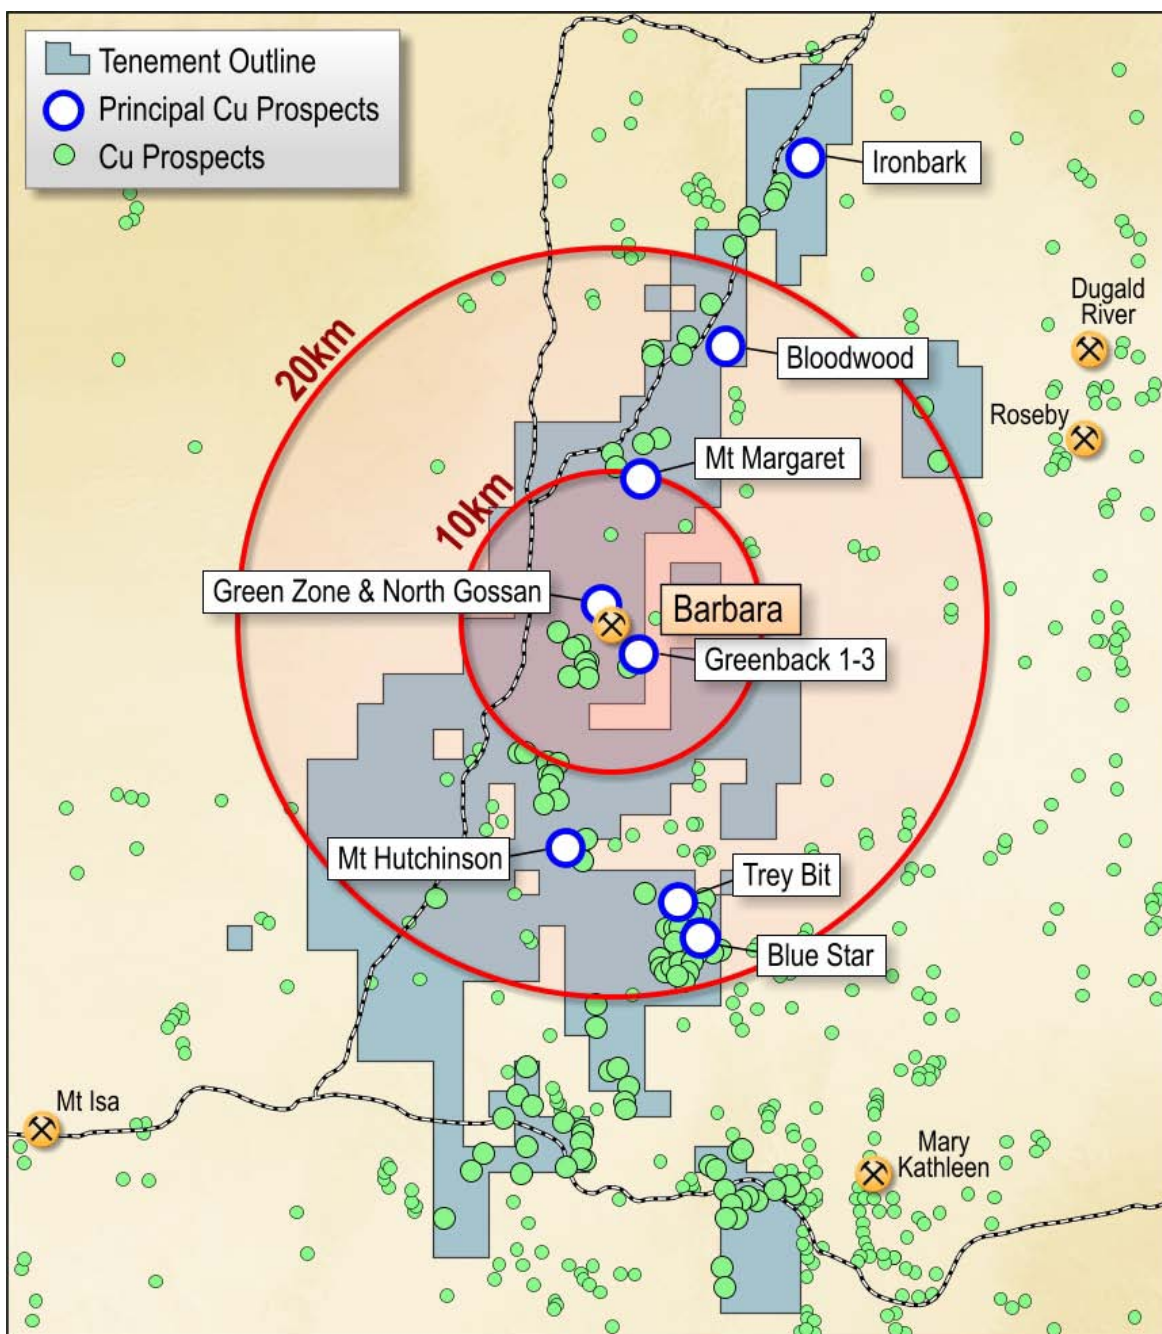 Tenement Outline
Principal Cu Prospects
Cu Prospects
Ironbark
Dugald
River
20km
Bloodwood
Roseby
Mt Margaret
10km
Green Zone & North Gossan
Barbara
Greenback 1-3
Mt Hutchinson
Trey Bit
Blue Star
Mt Isa
Mary
Kathleen